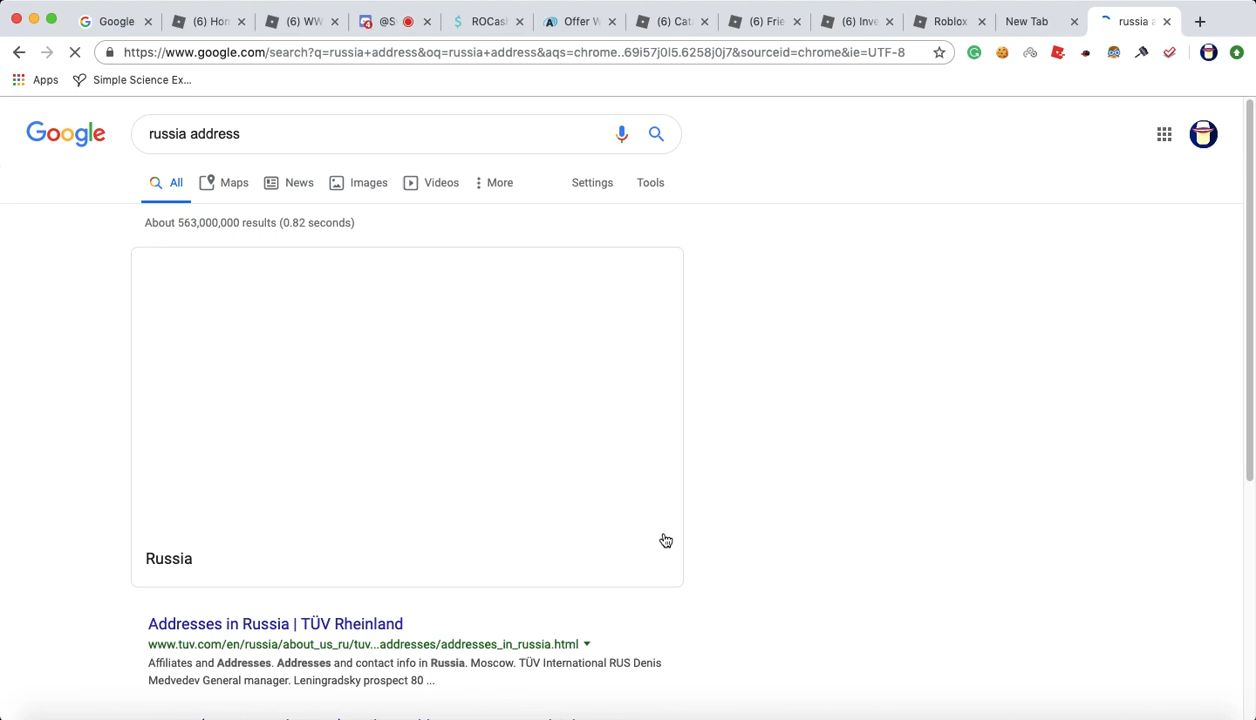 Google
(6) Hon
(6) WW
@S
ROCas
Offer W
(6) Cat
(6) Frie
(6) Inve
Roblox
New Tab
russia a
https://www.google.com/search?q=russia+address&oq=russia+address&aqs=chrome..69i57j0l5.6258j0j7&sourceid=chrome&ie=UTF-8
Apps
Simple Science Ex...
Google
russia address
All
Maps
News
Images
Videos
More
Settings
Tools
About 563,000,000 results (0.82 seconds)
Russia
Addresses in Russia | TÜV Rheinland
www.tuv.com/en/russia/about_us_ru/tuv...addresses/addresses_in_russia.html
Affiliates and Addresses. Addresses and contact info in Russia. Moscow. TÜV International RUS Denis
Medvedev General manager. Leningradsky prospect 80 ...